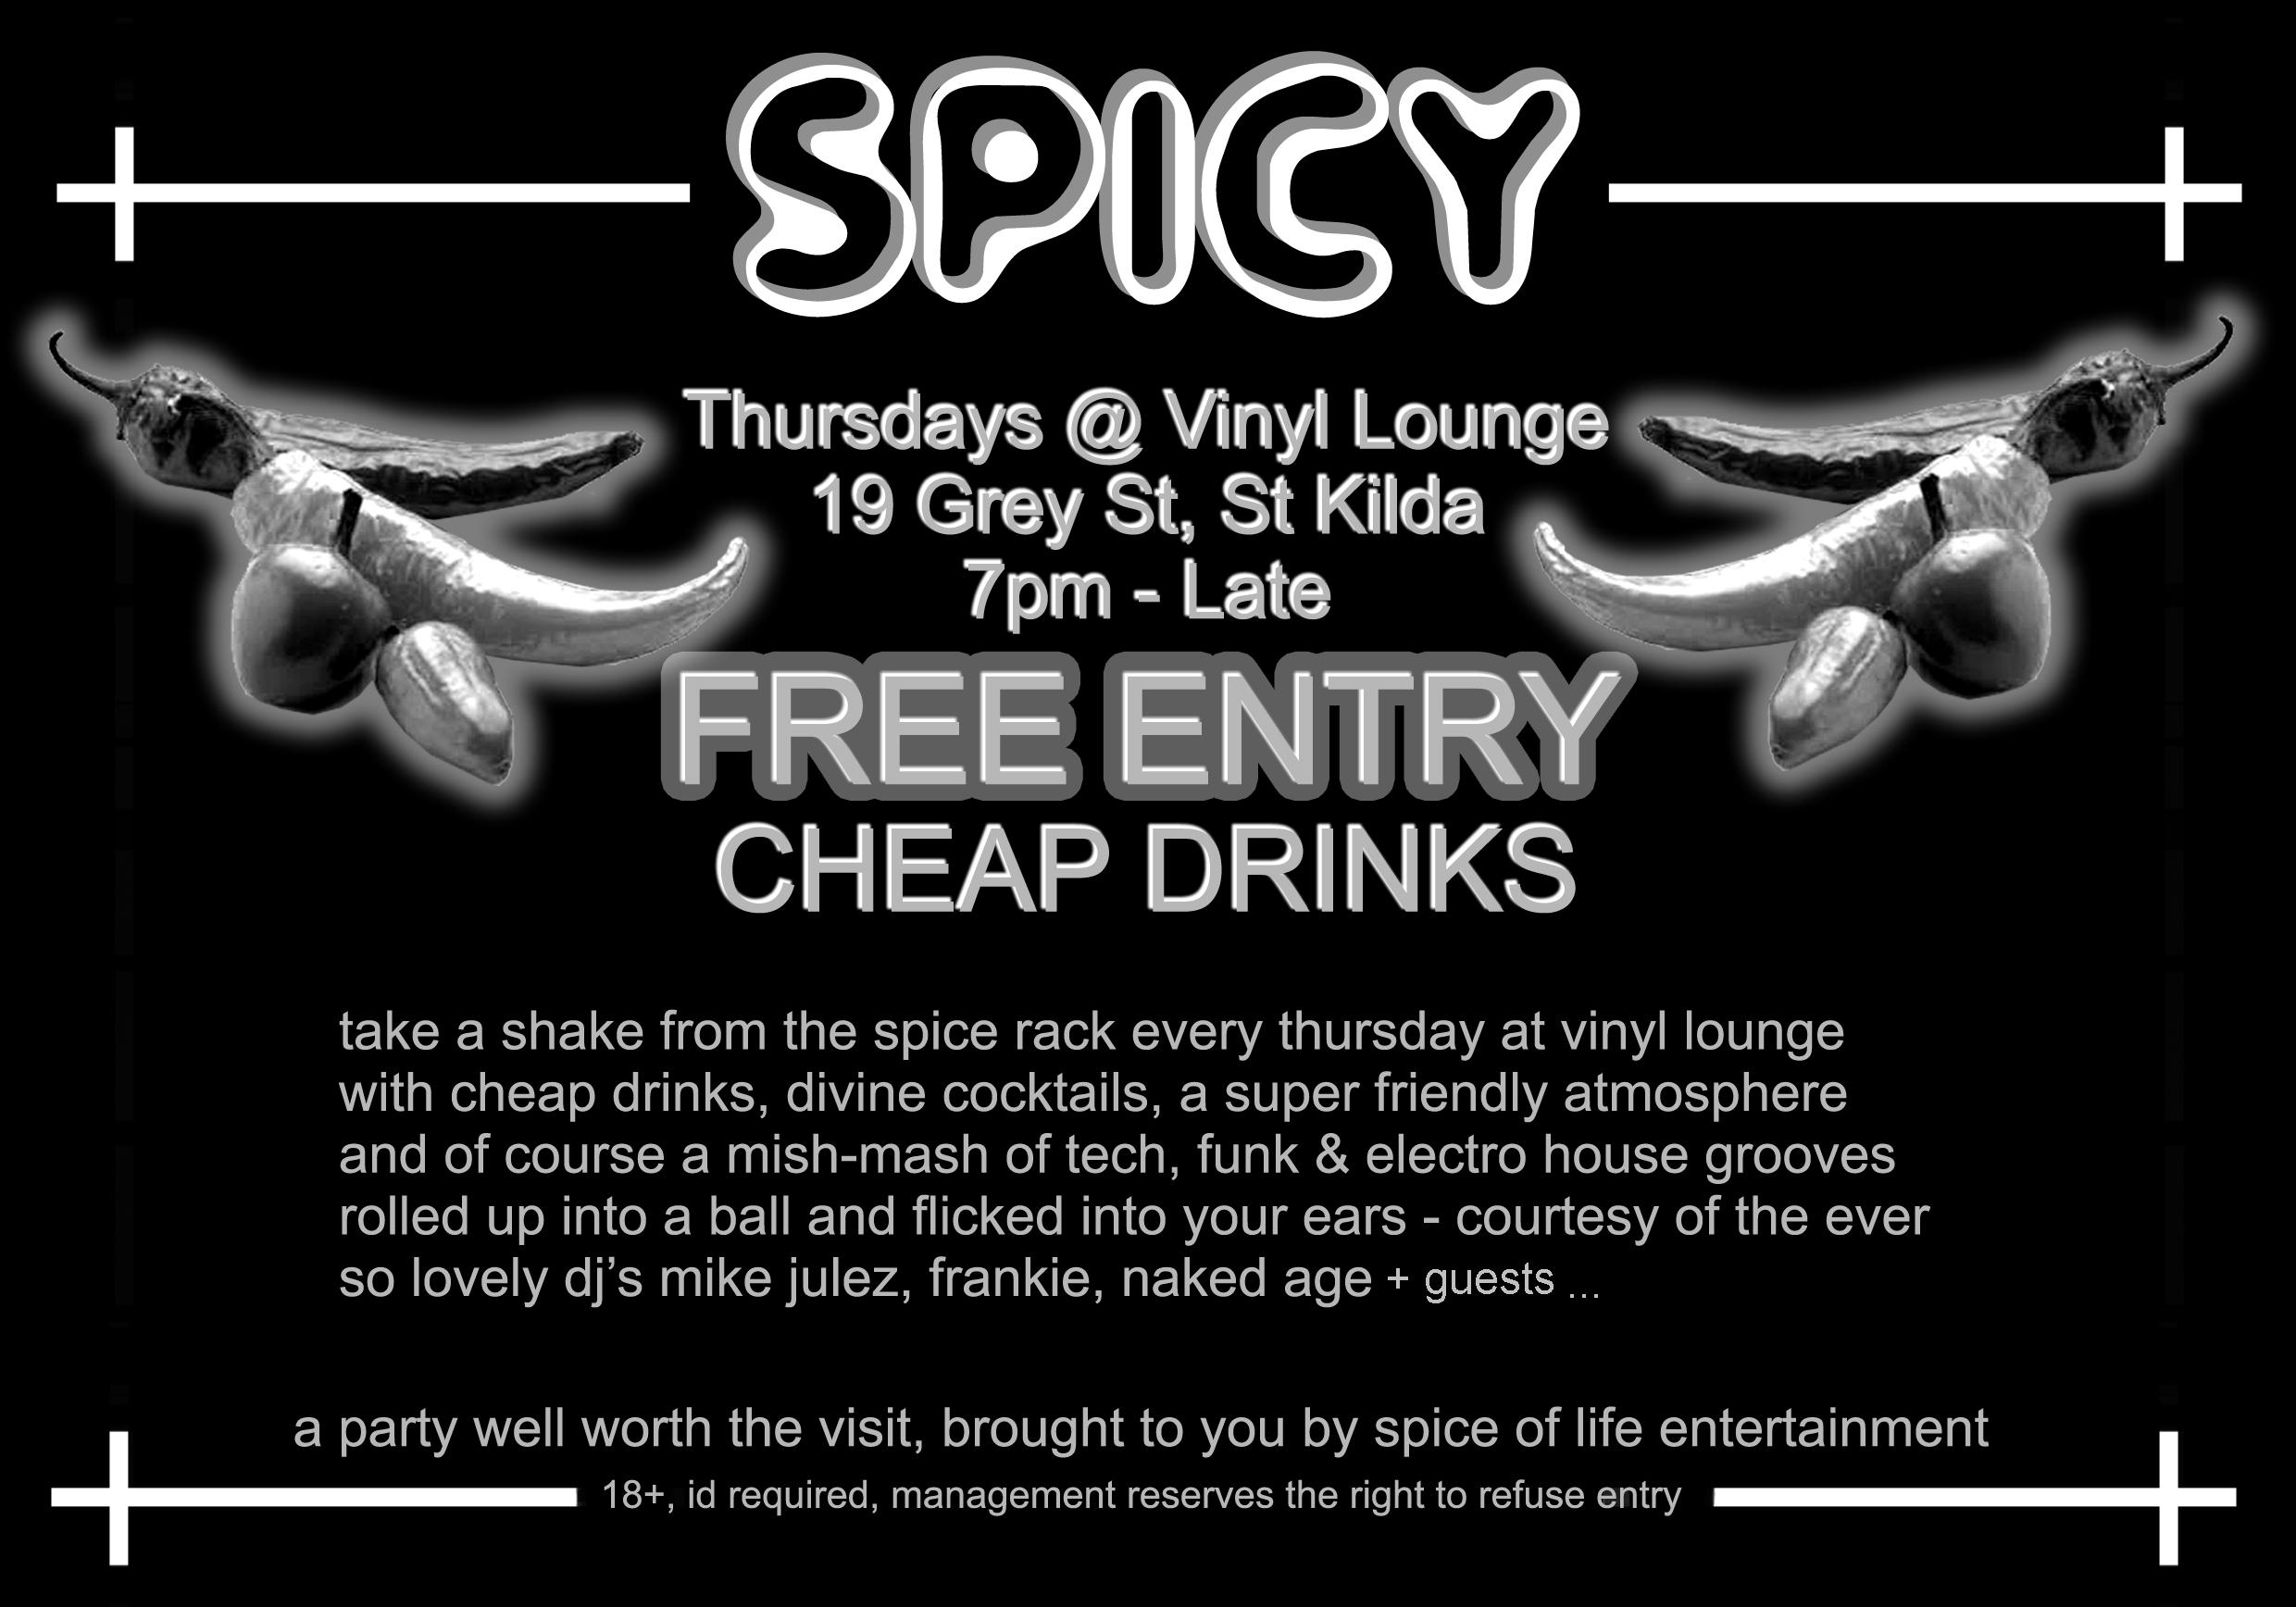 SPICY
Thursdays @ Vinyl Lounge
19 Grey St, St Kilda
7pm - Late
FREE ENTRY
CHEAP DRINKS
take a shake from the spice rack every thursday at vinyl lounge
with cheap drinks, divine cocktails, a super friendly atmosphere
and of course a mish-mash of tech, funk & electro house grooves
rolled up into a ball and flicked into your ears - courtesy of the ever
so lovely dj’s mike julez, frankie, naked age + guests ...
a party well worth the visit, brought to you by spice of life entertainment
18+, id required, management reserves the right to refuse entry